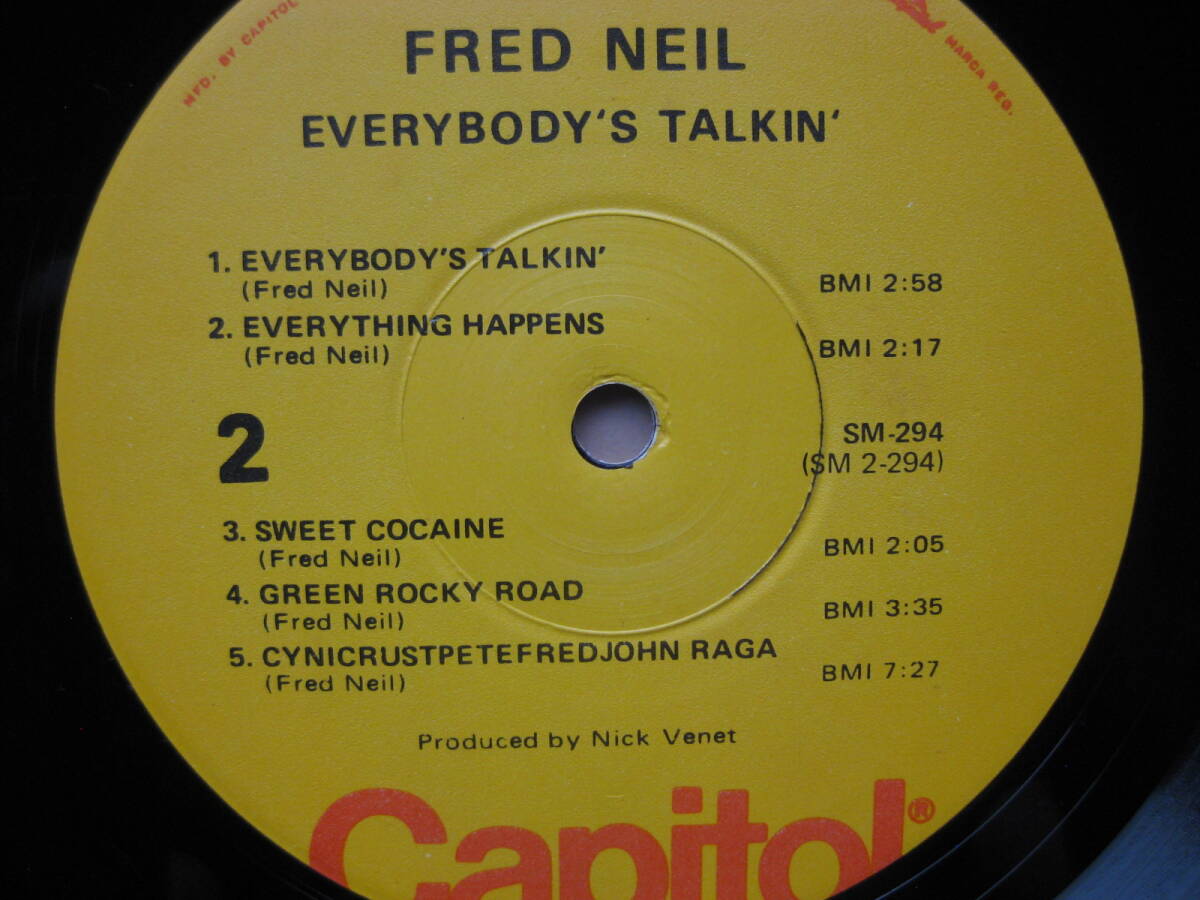 MFD. BY CAPITOL
MARCA REG.
FRED NEIL
EVERYBODY'S TALKIN'
1. EVERYBODY'S TALKIN'
(Fred Neil)
BMI 2:58
2. EVERYTHING HAPPENS
(Fred Neil)
BMI 2:17
2
SM-294
(SM 2-294)
3. SWEET COCAINE
(Fred Neil)
BMI 2:05
4. GREEN ROCKY ROAD
(Fred Neil)
BMI 3:35
5. CYNICRUSTPETEFREDJOHN RAGA
(Fred Neil)
BMI 7:27
Produced by Nick Venet
Capitol®